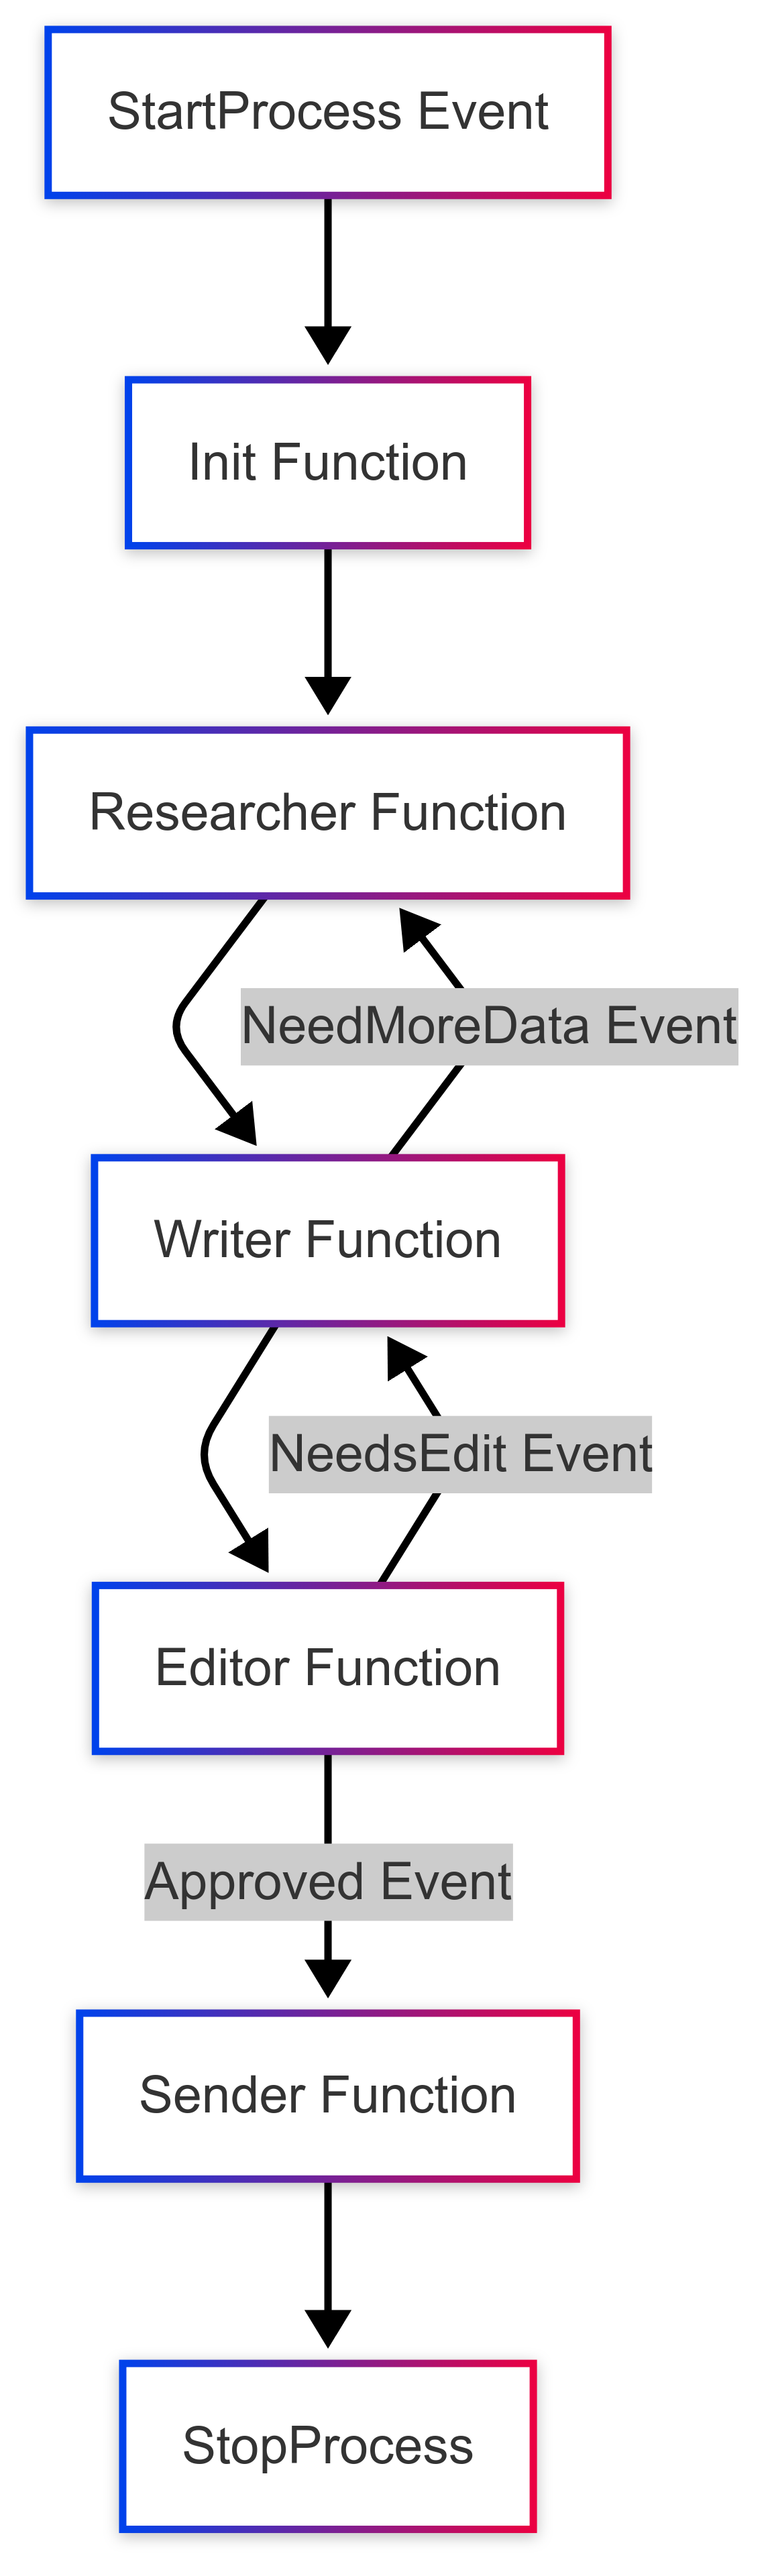 StartProcess Event
Init Function
Researcher Function
NeedMoreData Event
Writer Function
NeedsEdit Event
Editor Function
Approved Event
Sender Function
StopProcess